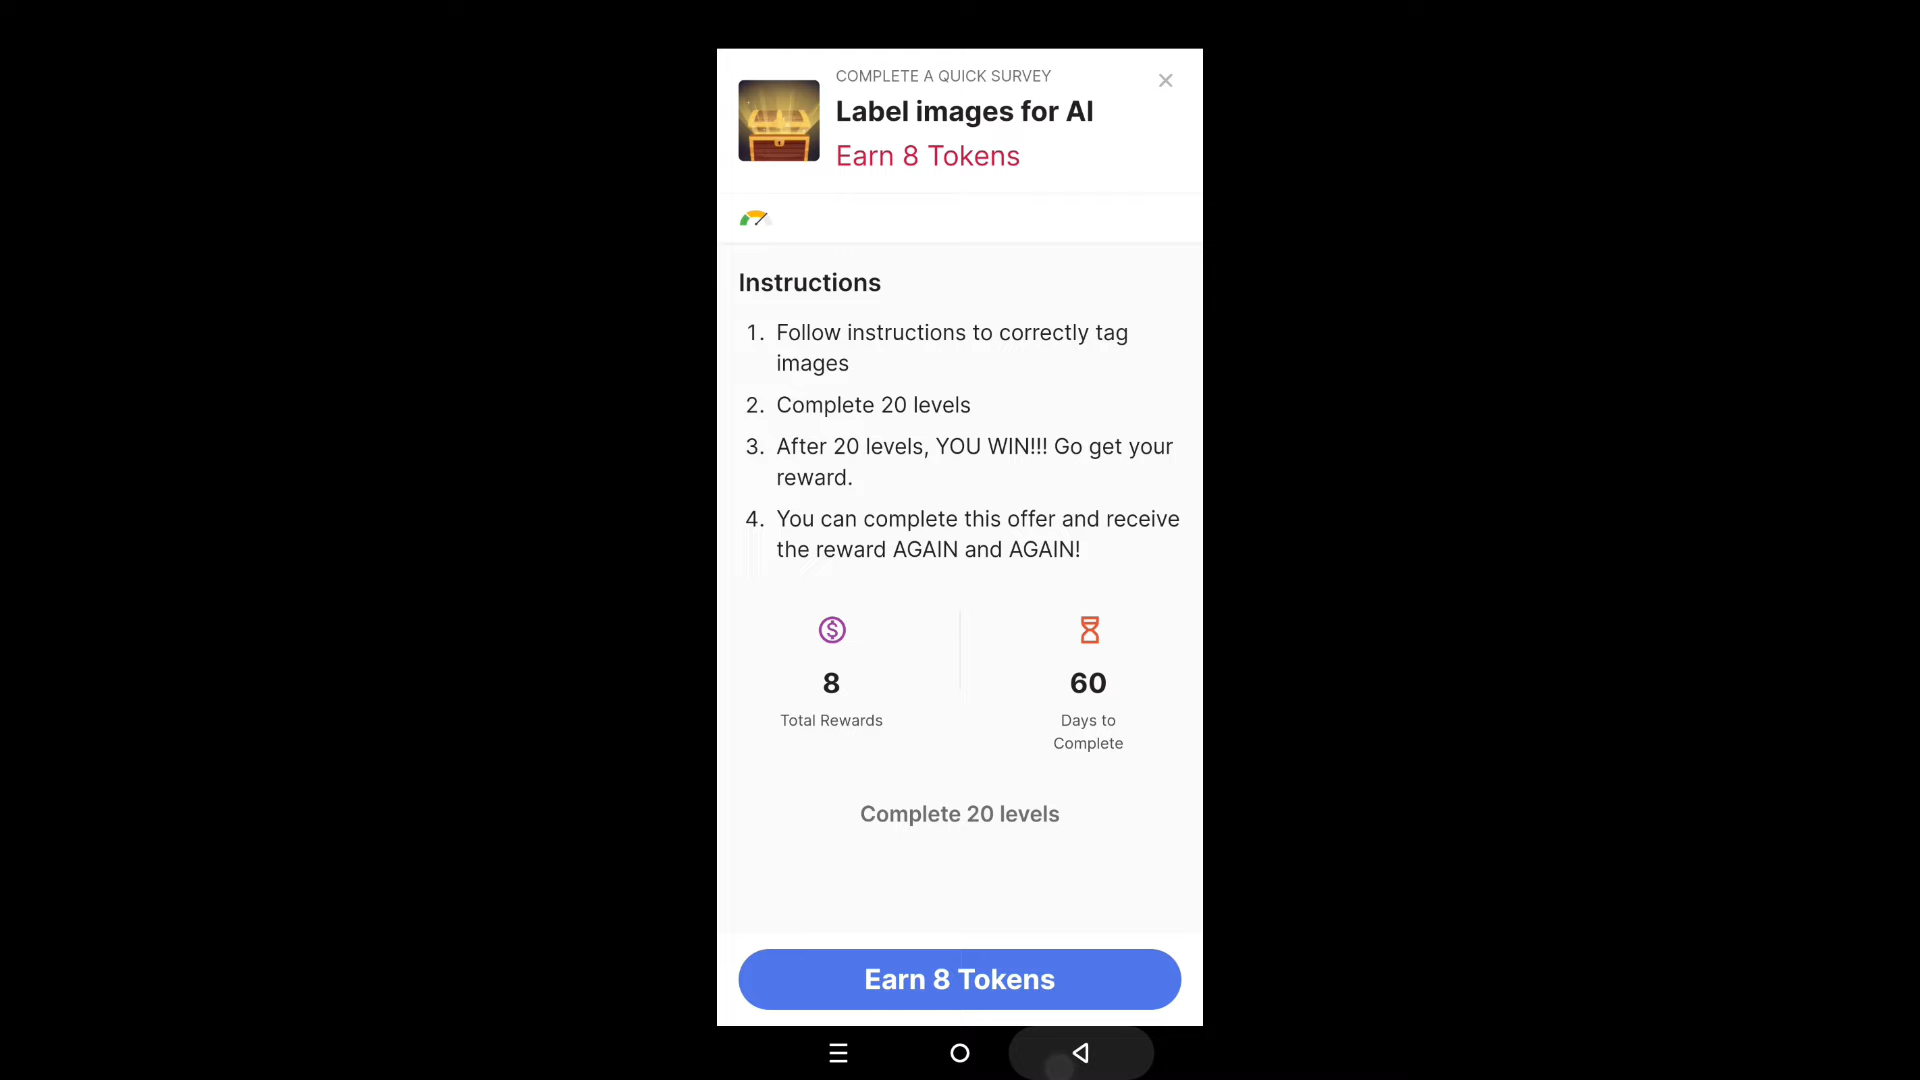 COMPLETE A QUICK SURVEY
Label images for AI
Earn 8 Tokens
Instructions
1. Follow instructions to correctly tag
images
2. Complete 20 levels
3. After 20 levels, YOU WIN!!! Go get your
reward.
4. You can complete this offer and receive
the reward AGAIN and AGAIN!
8
Total Rewards
60
Days to
Complete
Complete 20 levels
Earn 8 Tokens